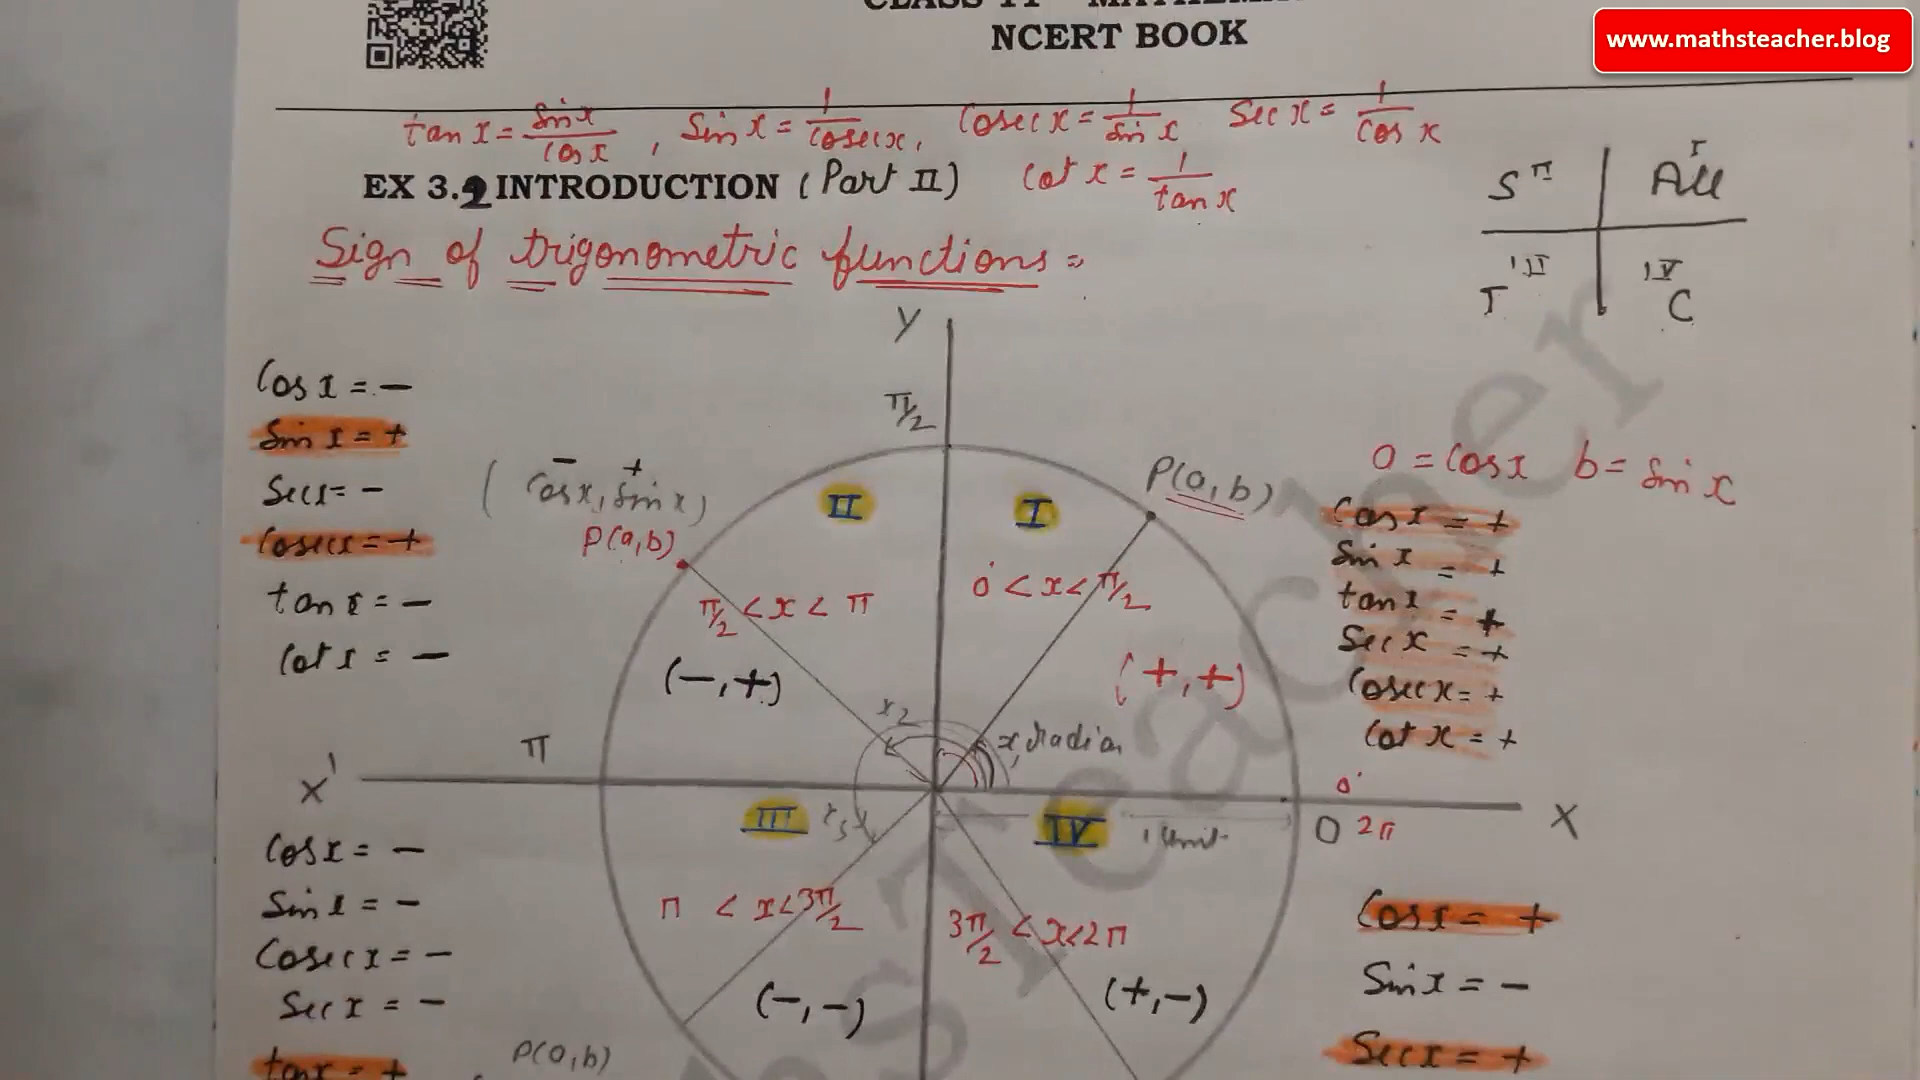 www.mathsteacher.blog
NCERT BOOK
tan x = sin x / cos x , Sin x = 1 / cosec x , Cosec x = 1 / sin x Sec x = 1 / cos x
EX 3.2 INTRODUCTION (Part II) Cot x = 1 / tan x
S II All I
T III IV C
Sign of trigonometric functions =
Y
π/2
Cos x = -
Sin x = +
Sec x = -
Cosec x = +
tan x = -
Cot x = -
- +
(Cos x, Sin x)
P(a,b)
II
I
P(a,b)
a = Cos x b = Sin x
Cos x = +
Sin x = +
tan x = +
Sec x = +
Cosec x = +
Cot x = +
π/2 < x < π
0° < x < π/2
(-,+)
(+,+)
x2
x radian
π
X'
0°
X
O 2π
III
IV
1 Unit
Cos x = -
Sin x = -
Cosec x = -
Sec x = -
tan x = +
π < x < 3π/2
3π/2 < x < 2π
(-,-)
(+,-)
P(a,b)
Cos x = +
Sin x = -
Sec x = +